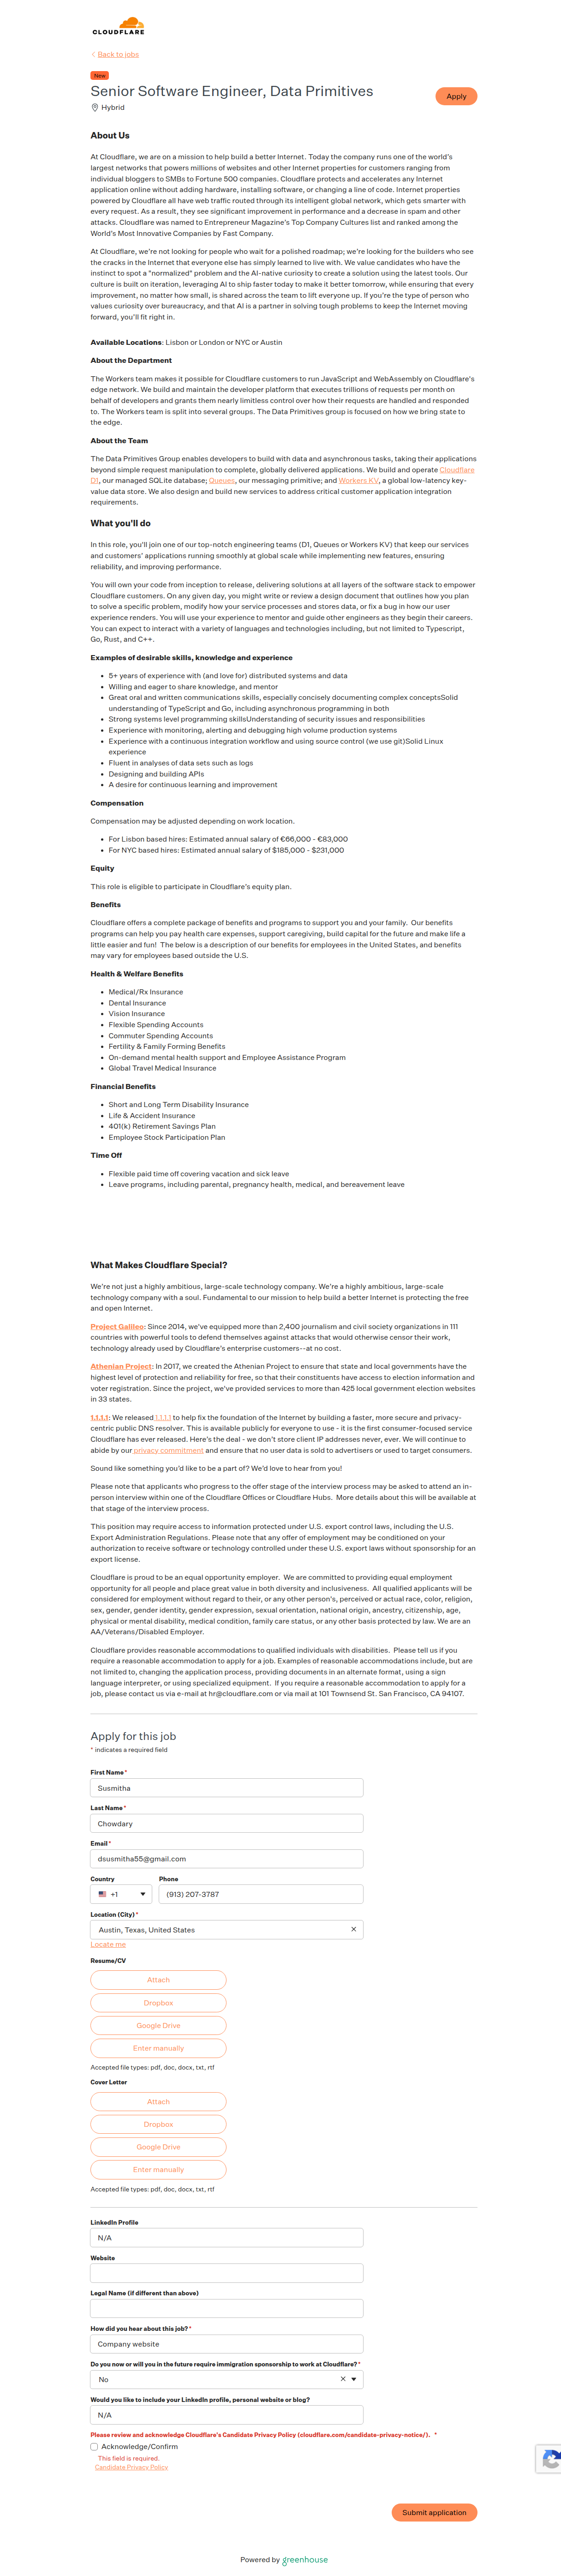 CLOUDFLARE
Back to jobs
New
Senior Software Engineer, Data Primitives
Apply
Hybrid
About Us
At Cloudflare, we are on a mission to help build a better Internet. Today the company runs one of the world's
largest networks that powers millions of websites and other Internet properties for customers ranging from
individual bloggers to SMBs to Fortune 500 companies. Cloudflare protects and accelerates any Internet
application online without adding hardware, installing software, or changing a line of code. Internet properties
powered by Cloudflare all have web traffic routed through its intelligent global network, which gets smarter with
every request. As a result, they see significant improvement in performance and a decrease in spam and other
attacks. Cloudflare was named to Entrepreneur Magazine's Top Company Cultures list and ranked among the
World's Most Innovative Companies by Fast Company.
At Cloudflare, we're not looking for people who wait for a polished roadmap; we're looking for the builders who see
the cracks in the Internet that everyone else has simply learned to live with. We value candidates who have the
instinct to spot a "normalized" problem and the AI-native curiosity to create a solution using the latest tools. Our
culture is built on iteration, leveraging AI to ship faster today to make it better tomorrow, while ensuring that every
improvement, no matter how small, is shared across the team to lift everyone up. If you're the type of person who
values curiosity over bureaucracy, and that AI is a partner in solving tough problems to keep the Internet moving
forward, you'll fit right in.
Available Locations: Lisbon or London or NYC or Austin
About the Department
The Workers team makes it possible for Cloudflare customers to run JavaScript and WebAssembly on Cloudflare's
edge network. We build and maintain the developer platform that executes trillions of requests per month on
behalf of developers and grants them nearly limitless control over how their requests are handled and responded
to. The Workers team is split into several groups. The Data Primitives group is focused on how we bring state to
the edge.
About the Team
The Data Primitives Group enables developers to build with data and asynchronous tasks, taking their applications
beyond simple request manipulation to complete, globally delivered applications. We build and operate Cloudflare
D1, our managed SQLite database; Queues, our messaging primitive; and Workers KV, a global low-latency key-
value data store. We also design and build new services to address critical customer application integration
requirements.
What you'll do
In this role, you'll join one of our top-notch engineering teams (D1, Queues or Workers KV) that keep our services
and customers' applications running smoothly at global scale while implementing new features, ensuring
reliability, and improving performance.
You will own your code from inception to release, delivering solutions at all layers of the software stack to empower
Cloudflare customers. On any given day, you might write or review a design document that outlines how you plan
to solve a specific problem, modify how your service processes and stores data, or fix a bug in how our user
experience renders. You will use your experience to mentor and guide other engineers as they begin their careers.
You can expect to interact with a variety of languages and technologies including, but not limited to Typescript,
Go, Rust, and C++.
Examples of desirable skills, knowledge and experience
• 5+ years of experience with (and love for) distributed systems and data
• Willing and eager to share knowledge, and mentor
• Great oral and written communications skills, especially concisely documenting complex conceptsSolid
understanding of TypeScript and Go, including asynchronous programming in both
• Strong systems level programming skillsUnderstanding of security issues and responsibilities
• Experience with monitoring, alerting and debugging high volume production systems
• Experience with a continuous integration workflow and using source control (we use git)Solid Linux
experience
• Fluent in analyses of data sets such as logs
• Designing and building APIs
• A desire for continuous learning and improvement
Compensation
Compensation may be adjusted depending on work location.
• For Lisbon based hires: Estimated annual salary of €66,000 - €83,000
• For NYC based hires: Estimated annual salary of $185,000 - $231,000
Equity
This role is eligible to participate in Cloudflare's equity plan.
Benefits
Cloudflare offers a complete package of benefits and programs to support you and your family.  Our benefits
programs can help you pay health care expenses, support caregiving, build capital for the future and make life a
little easier and fun!  The below is a description of our benefits for employees in the United States, and benefits
may vary for employees based outside the U.S.
Health & Welfare Benefits
• Medical/Rx Insurance
• Dental Insurance
• Vision Insurance
• Flexible Spending Accounts
• Commuter Spending Accounts
• Fertility & Family Forming Benefits
• On-demand mental health support and Employee Assistance Program
• Global Travel Medical Insurance
Financial Benefits
• Short and Long Term Disability Insurance
• Life & Accident Insurance
• 401(k) Retirement Savings Plan
• Employee Stock Participation Plan
Time Off
• Flexible paid time off covering vacation and sick leave
• Leave programs, including parental, pregnancy health, medical, and bereavement leave
What Makes Cloudflare Special?
We're not just a highly ambitious, large-scale technology company. We're a highly ambitious, large-scale
technology company with a soul. Fundamental to our mission to help build a better Internet is protecting the free
and open Internet.
Project Galileo: Since 2014, we've equipped more than 2,400 journalism and civil society organizations in 111
countries with powerful tools to defend themselves against attacks that would otherwise censor their work,
technology already used by Cloudflare's enterprise customers--at no cost.
Athenian Project: In 2017, we created the Athenian Project to ensure that state and local governments have the
highest level of protection and reliability for free, so that their constituents have access to election information and
voter registration. Since the project, we've provided services to more than 425 local government election websites
in 33 states.
1.1.1.1: We released 1.1.1.1 to help fix the foundation of the Internet by building a faster, more secure and privacy-
centric public DNS resolver. This is available publicly for everyone to use - it is the first consumer-focused service
Cloudflare has ever released. Here's the deal - we don't store client IP addresses never, ever. We will continue to
abide by our privacy commitment and ensure that no user data is sold to advertisers or used to target consumers.
Sound like something you'd like to be a part of? We'd love to hear from you!
Please note that applicants who progress to the offer stage of the interview process may be asked to attend an in-
person interview within one of the Cloudflare Offices or Cloudflare Hubs.  More details about this will be available at
that stage of the interview process.
This position may require access to information protected under U.S. export control laws, including the U.S.
Export Administration Regulations. Please note that any offer of employment may be conditioned on your
authorization to receive software or technology controlled under these U.S. export laws without sponsorship for an
export license.
Cloudflare is proud to be an equal opportunity employer.  We are committed to providing equal employment
opportunity for all people and place great value in both diversity and inclusiveness.  All qualified applicants will be
considered for employment without regard to their, or any other person's, perceived or actual race, color, religion,
sex, gender, gender identity, gender expression, sexual orientation, national origin, ancestry, citizenship, age,
physical or mental disability, medical condition, family care status, or any other basis protected by law. We are an
AA/Veterans/Disabled Employer.
Cloudflare provides reasonable accommodations to qualified individuals with disabilities.  Please tell us if you
require a reasonable accommodation to apply for a job. Examples of reasonable accommodations include, but are
not limited to, changing the application process, providing documents in an alternate format, using a sign
language interpreter, or using specialized equipment.  If you require a reasonable accommodation to apply for a
job, please contact us via e-mail at hr@cloudflare.com or via mail at 101 Townsend St. San Francisco, CA 94107.
Apply for this job
* indicates a required field
First Name*
Susmitha
Last Name*
Chowdary
Email*
dsusmitha55@gmail.com
Country Phone
+1 (913) 207-3787
Location (City)*
Austin, Texas, United States
Locate me
Resume/CV
Attach
Dropbox
Google Drive
Enter manually
Accepted file types: pdf, doc, docx, txt, rtf
Cover Letter
Attach
Dropbox
Google Drive
Enter manually
Accepted file types: pdf, doc, docx, txt, rtf
LinkedIn Profile
N/A
Website
Legal Name (if different than above)
How did you hear about this job?*
Company website
Do you now or will you in the future require immigration sponsorship to work at Cloudflare?*
No
Would you like to include your LinkedIn profile, personal website or blog?
N/A
Please review and acknowledge Cloudflare's Candidate Privacy Policy (cloudflare.com/candidate-privacy-notice/). *
Acknowledge/Confirm
This field is required.
Candidate Privacy Policy
Submit application
Powered by greenhouse